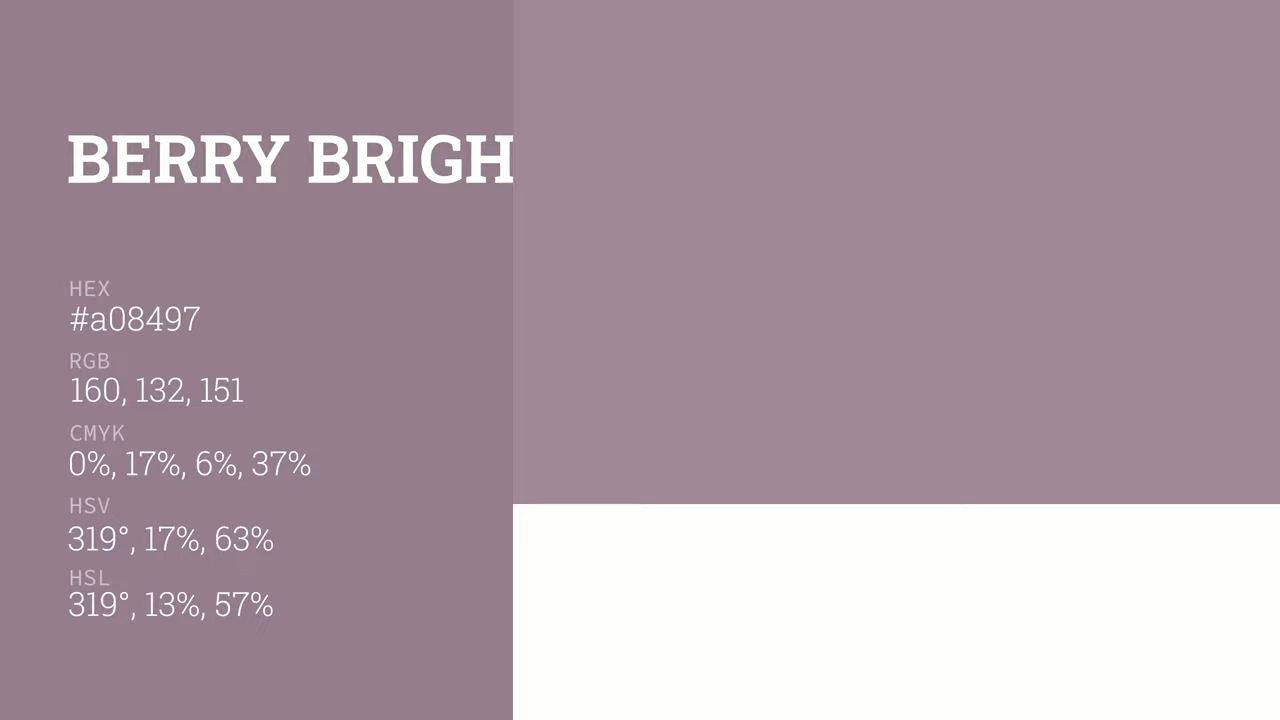 BERRY BRIGH
HEX
#a08497
RGB
160, 132, 151
CMYK
0%, 17%, 6%, 37%
HSV
319°, 17%, 63%
HSL
319°, 13%, 57%